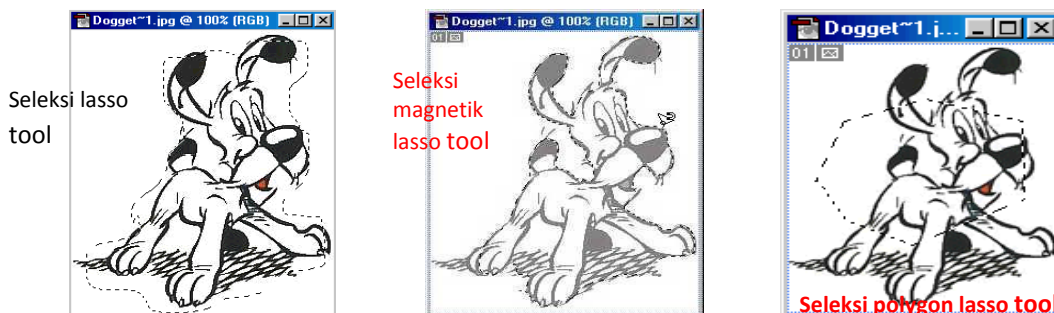 Dogget~1.jpg @ 100% (RGB)
Seleksi lasso
tool
Dogget~1.jpg @ 100% (RGB)
01
Seleksi
magnetik
lasso tool
Dogget~1.j...
01
Seleksi polygon lasso tool